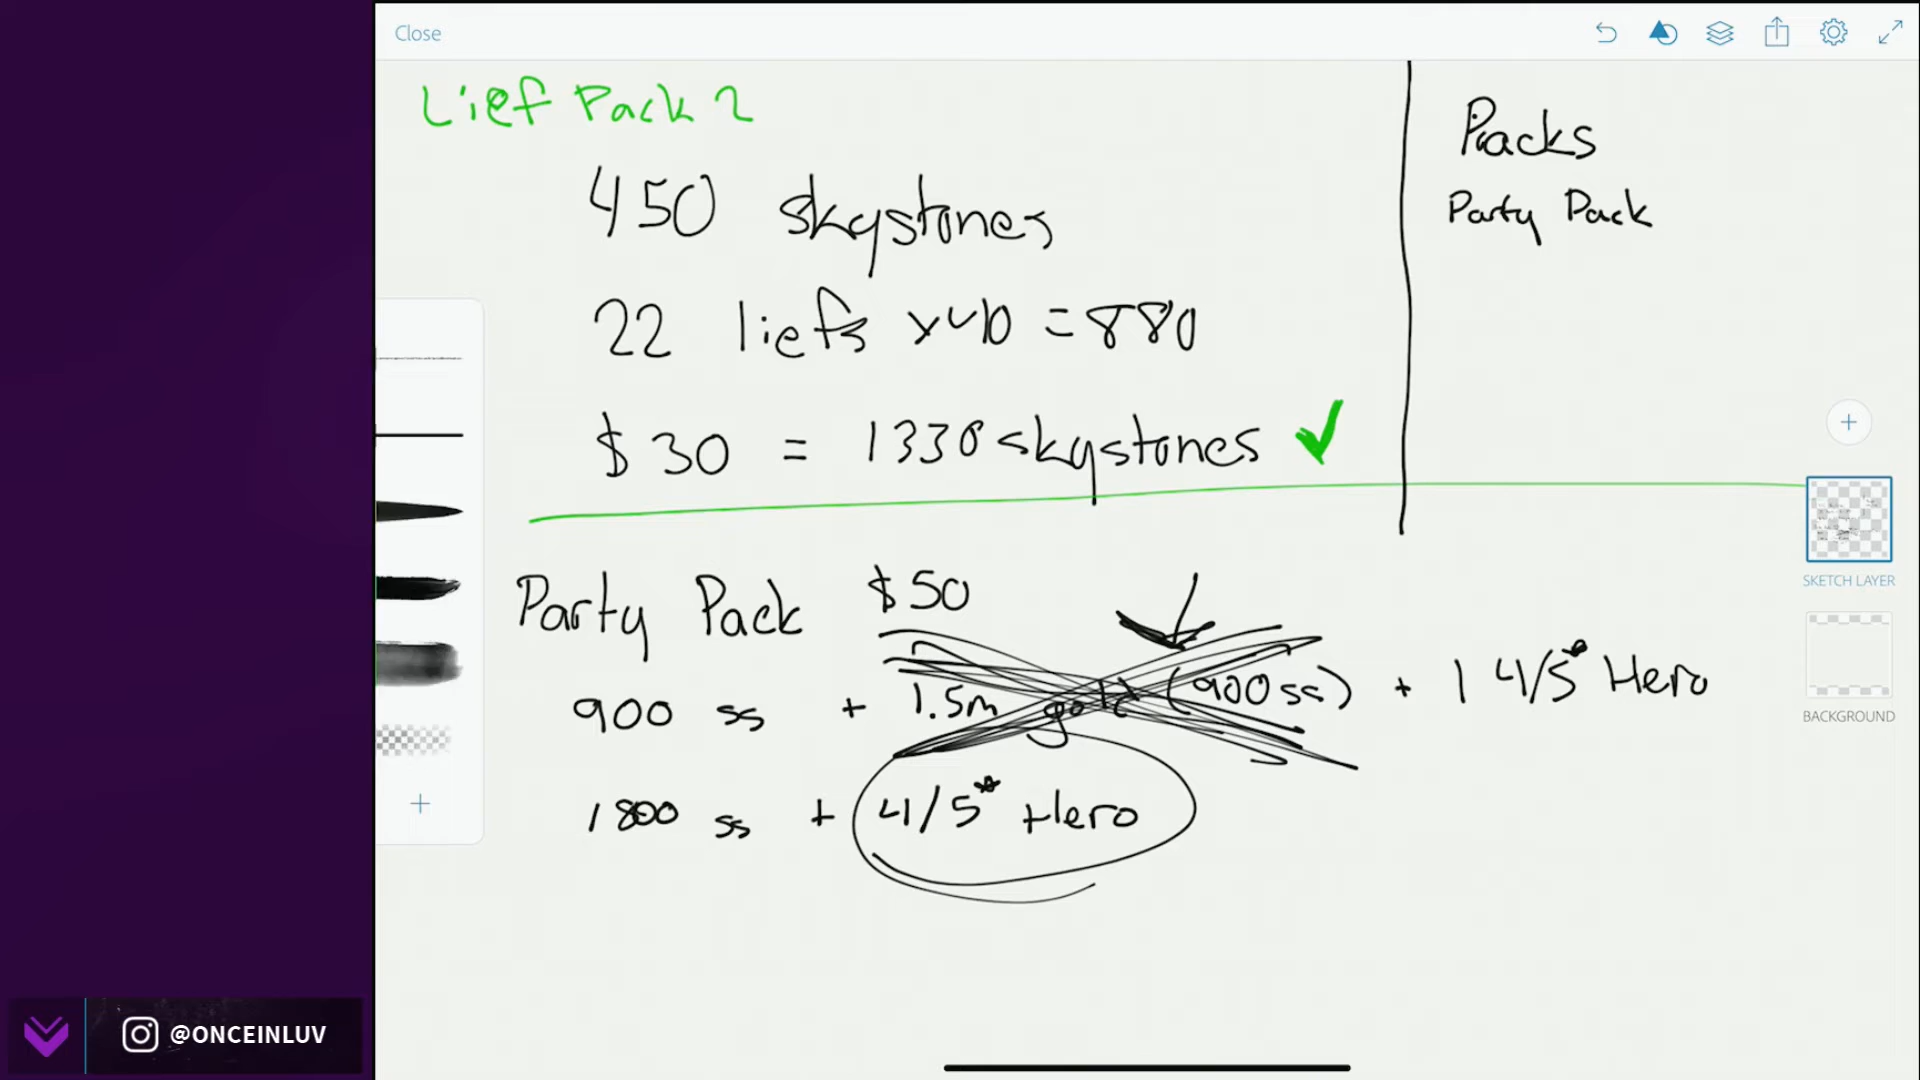 Close
Lief Pack 2
450 skystones
22 liefs x40 = 880
$30 = 1330 skystones ✓
Packs
Party Pack
SKETCH LAYER
BACKGROUND
Party Pack $50
900 ss + 1.5m gold (900 ss) + 1 4/5* Hero
1800 ss + 4/5* Hero
@ONCEINLUV